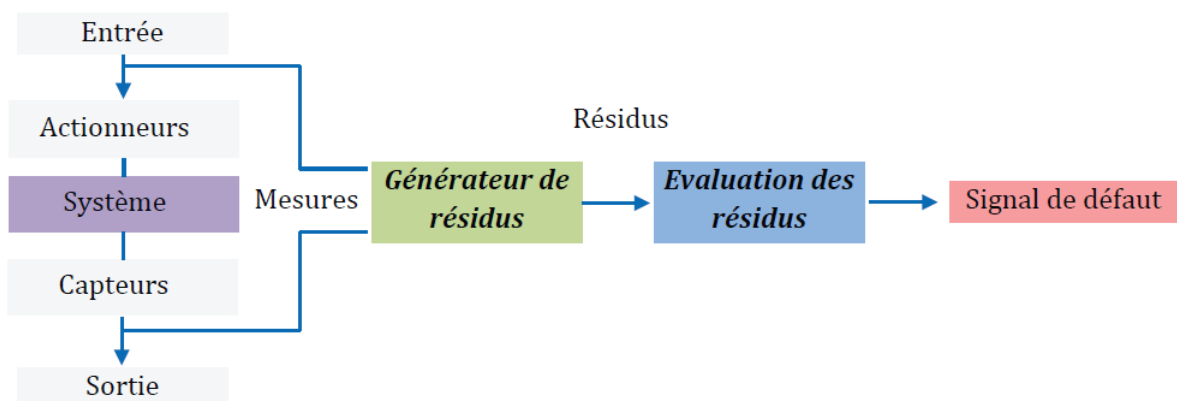 Entrée
Actionneurs
Système
Capteurs
Sortie
Mesures
Générateur de
résidus
Résidus
Evaluation des
résidus
Signal de défaut